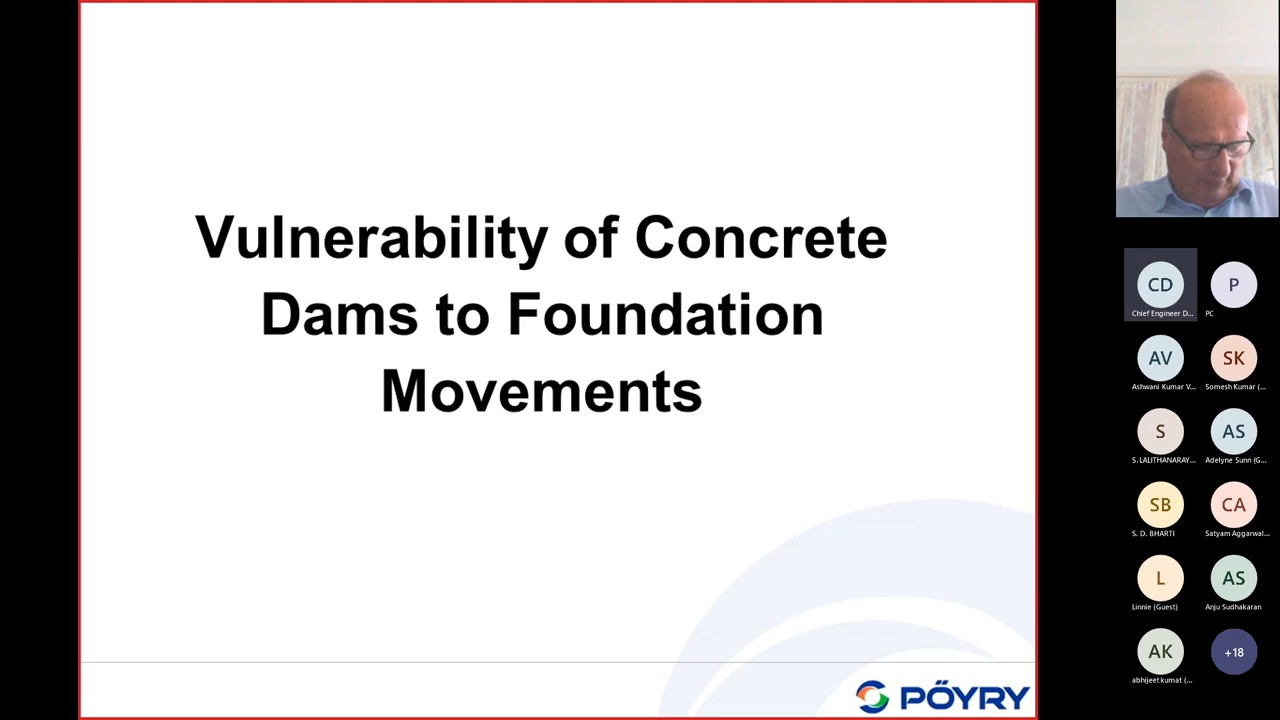 Vulnerability of Concrete
Dams to Foundation
Movements
PÖYRY
CD
Chief Engineer D...
P
PC
AV
Ashwani Kumar V...
SK
Somesh Kumar (...
S
S. LALITHANARAY...
AS
Adelyne Sunn (G...
SB
S. D. BHARTI
CA
Satyam Aggarwal...
L
Linnie (Guest)
AS
Anju Sudhakaran
AK
abhijeet kumat (...
+18